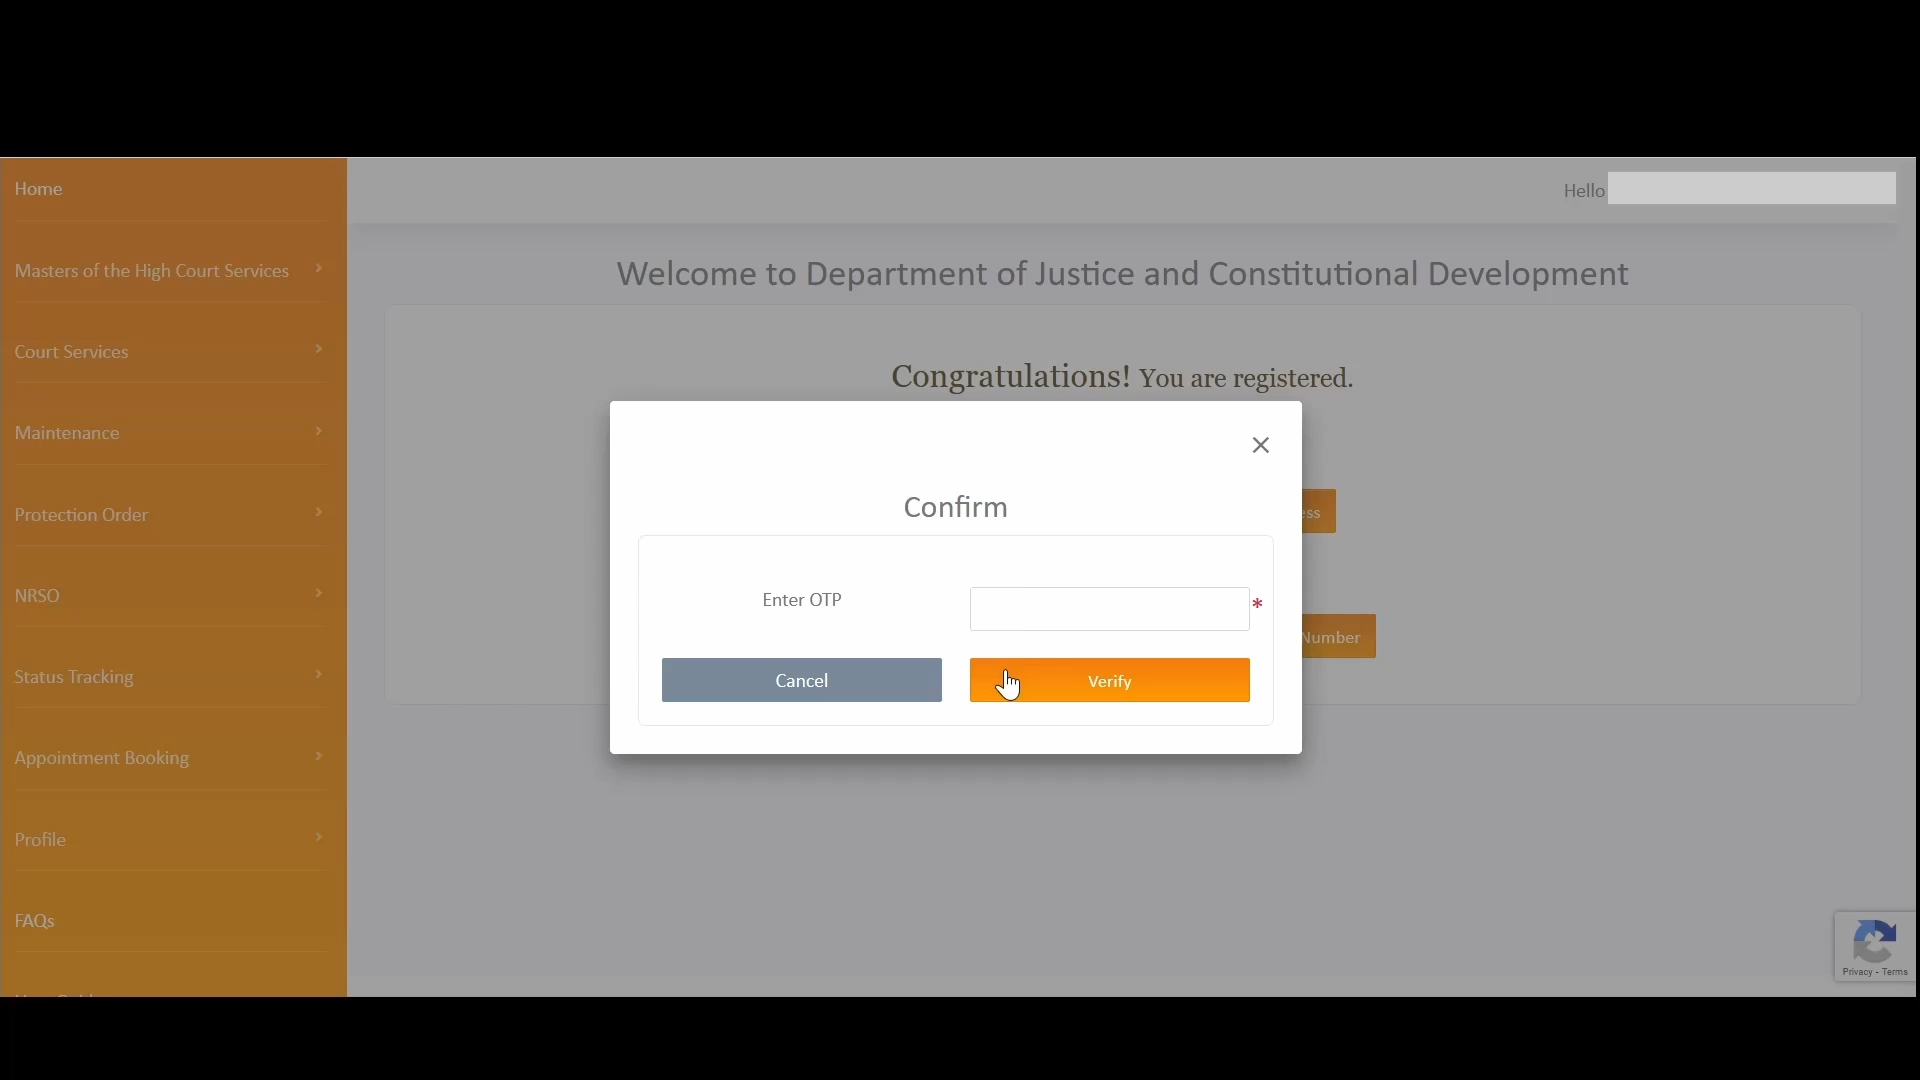 Home
Hello
Masters of the High Court Services
Welcome to Department of Justice and Constitutional Development
Court Services
Congratulations! You are registered.
Maintenance
Protection Order
NRSO
Status Tracking
Appointment Booking
Profile
FAQs
Confirm
ess
Enter OTP
*
Number
Cancel
Verify
Privacy - Terms